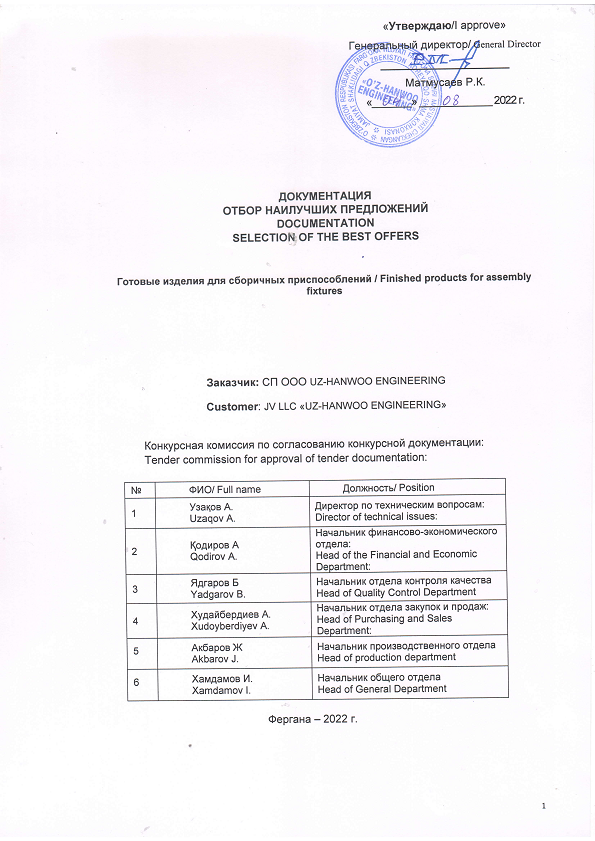 «Утверждаю/I approve»
Генеральный директор/ General Director
Матмусаев Р.К.
« » 08 2022 г.
«O'Z-HANWOO
ENGINEERING»
ДОКУМЕНТАЦИЯ
ОТБОР НАИЛУЧШИХ ПРЕДЛОЖЕНИЙ
DOCUMENTATION
SELECTION OF THE BEST OFFERS
Готовые изделия для сборичных приспособлений / Finished products for assembly
fixtures
Заказчик: СП ООО UZ-HANWOO ENGINEERING
Customer: JV LLC «UZ-HANWOO ENGINEERING»
Конкурсная комиссия по согласованию конкурсной документации:
Tender commission for approval of tender documentation:
№ ФИО/ Full name Должность/ Position
1 Узақов А. Директор по техническим вопросам:
Uzaqov A. Director of technical issues:
2 Қодиров А Начальник финансово-экономического
отдела:
Qodirov A. Head of the Financial and Economic
Department:
3 Ядгаров Б Начальник отдела контроля качества
Yadgarov B. Head of Quality Control Department
4 Худайбердиев А. Начальник отдела закупок и продаж:
Xudoyberdiyev A. Head of Purchasing and Sales
Department:
5 Акбаров Ж Начальник производственного отдела
Akbarov J. Head of production department
6 Хамдамов И. Начальник общего отдела
Xamdamov I. Head of General Department
Фергана – 2022 г.
1